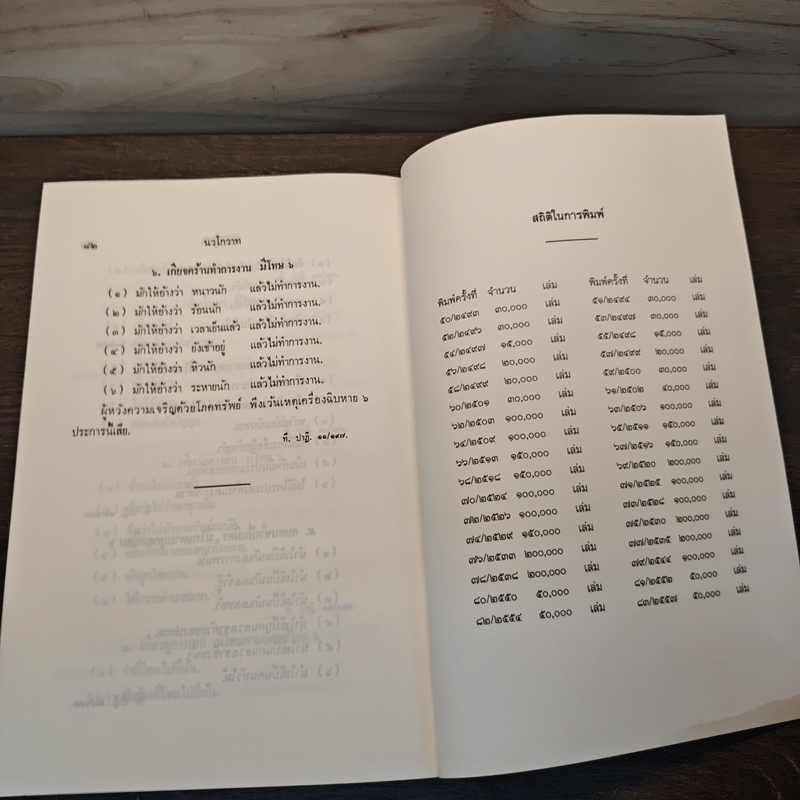 ๘๒ นวโกวาท
๖. เกียจคร้านทำการงาน มีโทษ ๖
(๑) มักให้อ้างว่า หนาวนัก แล้วไม่ทำการงาน.
(๒) มักให้อ้างว่า ร้อนนัก แล้วไม่ทำการงาน.
(๓) มักให้อ้างว่า เวลาเย็นแล้ว แล้วไม่ทำการงาน.
(๔) มักให้อ้างว่า ยังเช้าอยู่ แล้วไม่ทำการงาน.
(๕) มักให้อ้างว่า หิวนัก แล้วไม่ทำการงาน.
(๖) มักให้อ้างว่า ระหายนัก แล้วไม่ทำการงาน.
ผู้หวังความเจริญด้วยโภคทรัพย์ พึงเว้นเหตุเครื่องฉิบหาย ๖
ประการนี้เสีย.
ที. ปาฏิ. ๑๑/๑๙๗.
สถิติในการพิมพ์
พิมพ์ครั้งที่ จำนวน เล่ม พิมพ์ครั้งที่ จำนวน เล่ม
๕๐/๒๔๙๓ ๓๐,๐๐๐ เล่ม ๕๑/๒๔๙๔ ๓๐,๐๐๐ เล่ม
๕๒/๒๔๙๖ ๓๐,๐๐๐ เล่ม ๕๓/๒๔๙๗ ๓๐,๐๐๐ เล่ม
๕๔/๒๔๙๗ ๑๕,๐๐๐ เล่ม ๕๕/๒๔๙๘ ๑๕,๐๐๐ เล่ม
๕๖/๒๔๙๘ ๒๐,๐๐๐ เล่ม ๕๗/๒๔๙๙ ๒๐,๐๐๐ เล่ม
๕๘/๒๔๙๙ ๒๐,๐๐๐ เล่ม ๕๙/๒๕๐๐ ๓๐,๐๐๐ เล่ม
๖๐/๒๕๐๑ ๓๐,๐๐๐ เล่ม ๖๑/๒๕๐๒ ๔๐,๐๐๐ เล่ม
๖๒/๒๕๐๓ ๑๐๐,๐๐๐ เล่ม ๖๓/๒๕๐๖ ๑๐๐,๐๐๐ เล่ม
๖๔/๒๕๐๙ ๑๐๐,๐๐๐ เล่ม ๖๕/๒๕๑๑ ๑๕๐,๐๐๐ เล่ม
๖๖/๒๕๑๓ ๑๕๐,๐๐๐ เล่ม ๖๗/๒๕๑๖ ๑๕๐,๐๐๐ เล่ม
๖๘/๒๕๑๘ ๑๕๐,๐๐๐ เล่ม ๖๙/๒๕๒๐ ๒๐๐,๐๐๐ เล่ม
๗๐/๒๕๒๔ ๑๐๐,๐๐๐ เล่ม ๗๑/๒๕๒๕ ๑๐๐,๐๐๐ เล่ม
๗๒/๒๕๒๖ ๑๐๐,๐๐๐ เล่ม ๗๓/๒๕๒๘ ๑๐๐,๐๐๐ เล่ม
๗๔/๒๕๒๙ ๑๕๐,๐๐๐ เล่ม ๗๕/๒๕๓๐ ๒๐๐,๐๐๐ เล่ม
๗๖/๒๕๓๓ ๒๐๐,๐๐๐ เล่ม ๗๗/๒๕๓๕ ๒๐๐,๐๐๐ เล่ม
๗๘/๒๕๓๘ ๒๐๐,๐๐๐ เล่ม ๗๙/๒๕๔๔ ๑๐๐,๐๐๐ เล่ม
๘๐/๒๕๕๐ ๕๐,๐๐๐ เล่ม ๘๑/๒๕๕๒ ๕๐,๐๐๐ เล่ม
๘๒/๒๕๕๔ ๕๐,๐๐๐ เล่ม ๘๓/๒๕๕๗ ๕๐,๐๐๐ เล่ม